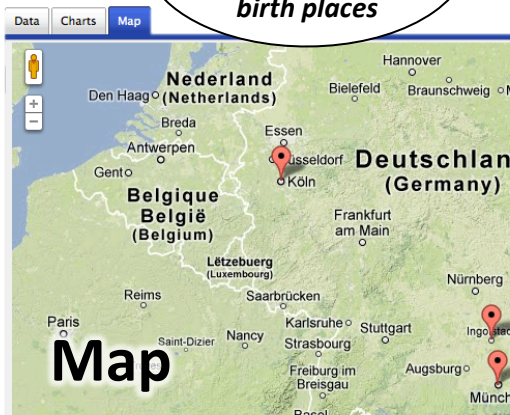 birth places
Data Charts Map
Hannover
Nederland
(Netherlands)
Den Haag
Bielefeld
Braunschweig
Breda
Essen
Antwerpen
sseldorf
Deutschlan
(Germany)
Gent
Köln
Belgique
België
(Belgium)
Frankfurt
am Main
Lëtzebuerg
(Luxembourg)
Nürnberg
Reims
Saarbrücken
Paris
Karlsruhe
Stuttgart
Saint-Dizier
Nancy
Strasbourg
Map
Freiburg im
Breisgau
Augsburg
Münch